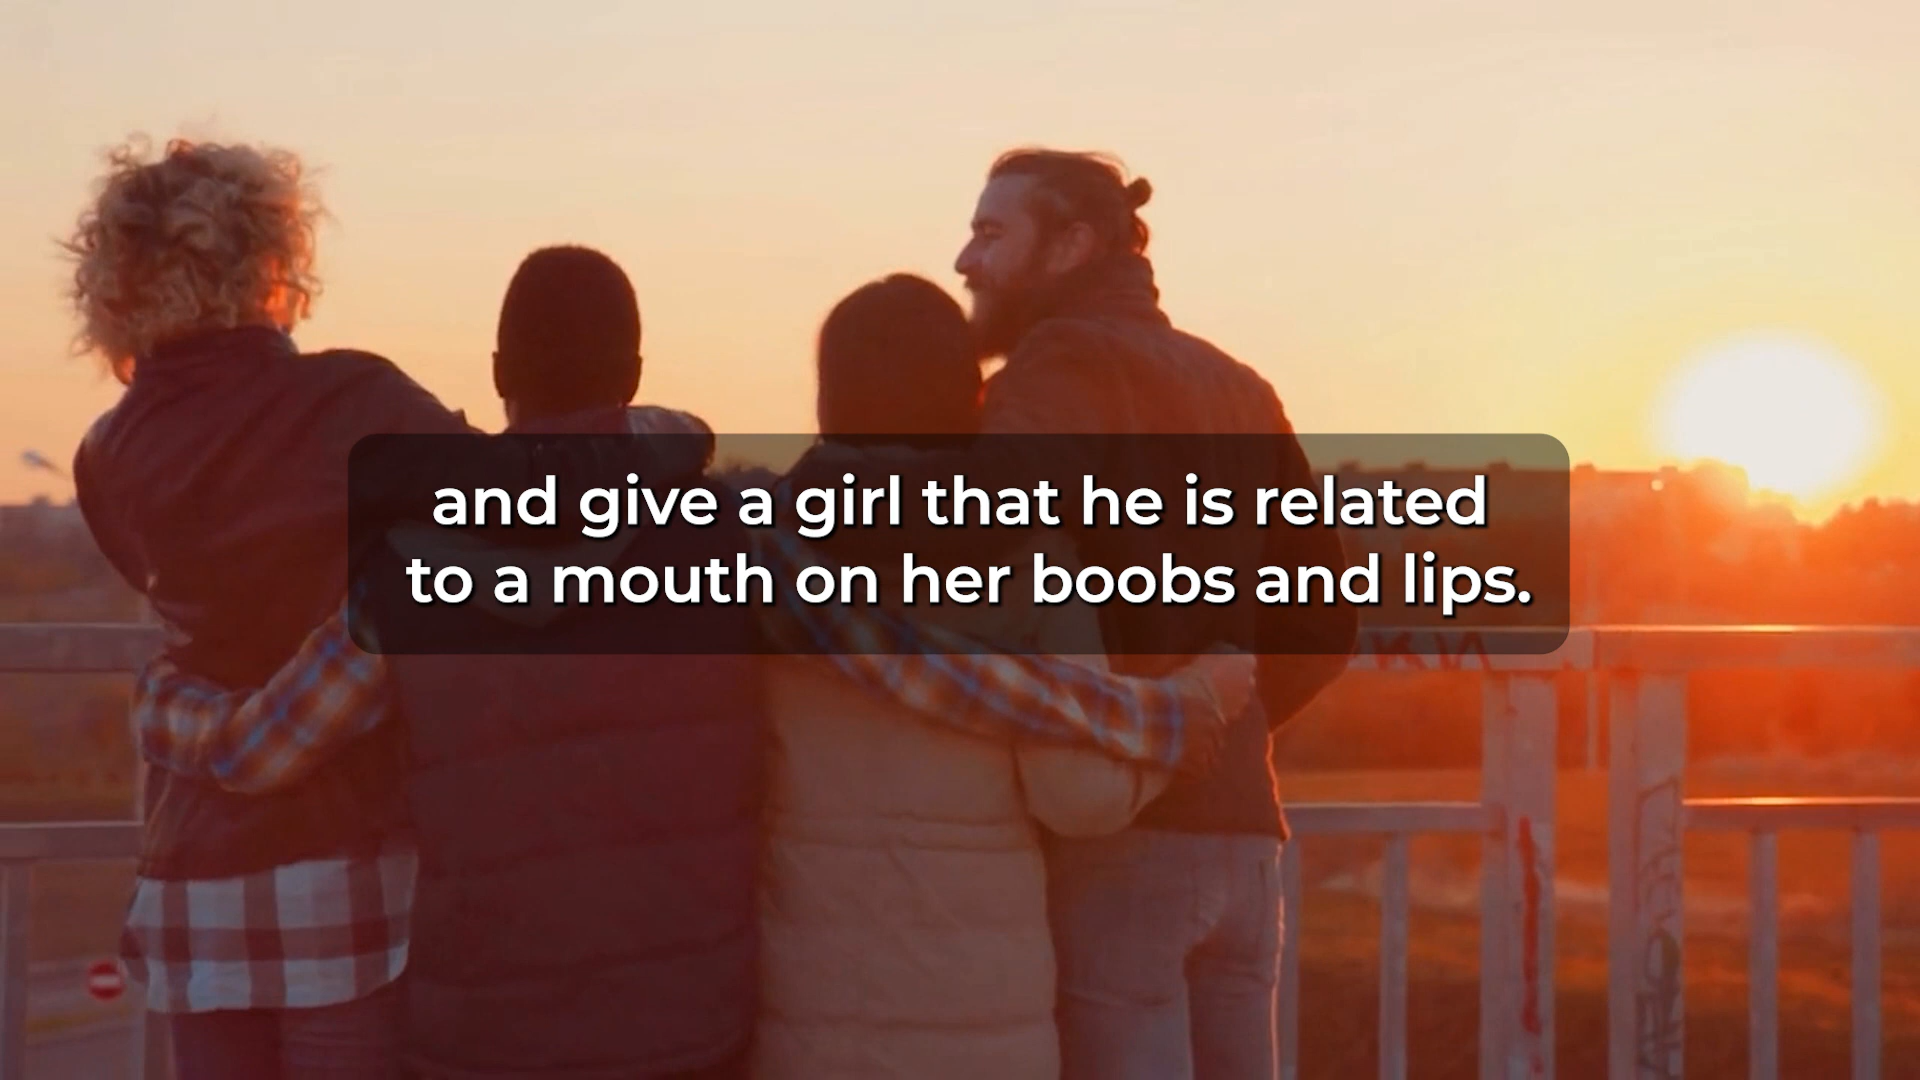 and give a girl that he is related
to a mouth on her boobs and lips.